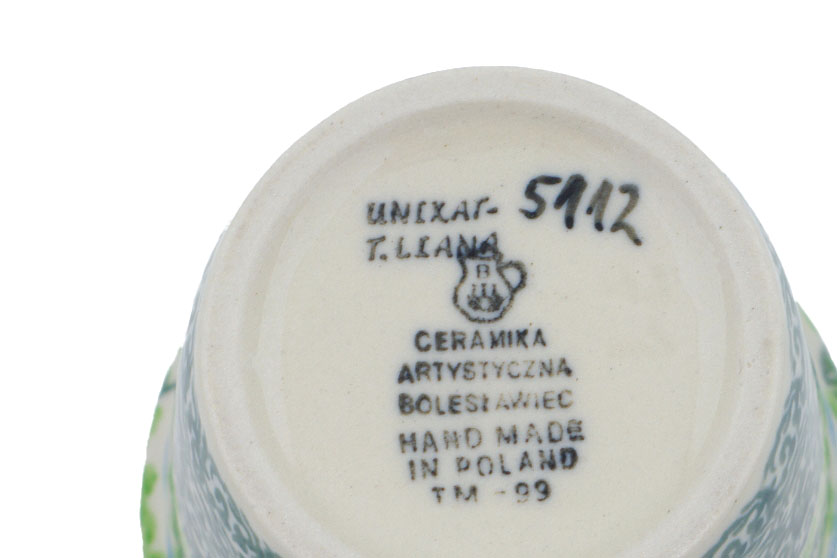 UNIKAT- 5112
T. LIANA
B
CERAMIKA
ARTYSTYCZNA
BOLESŁAWIEC
HAND MADE
IN POLAND
TM - 99